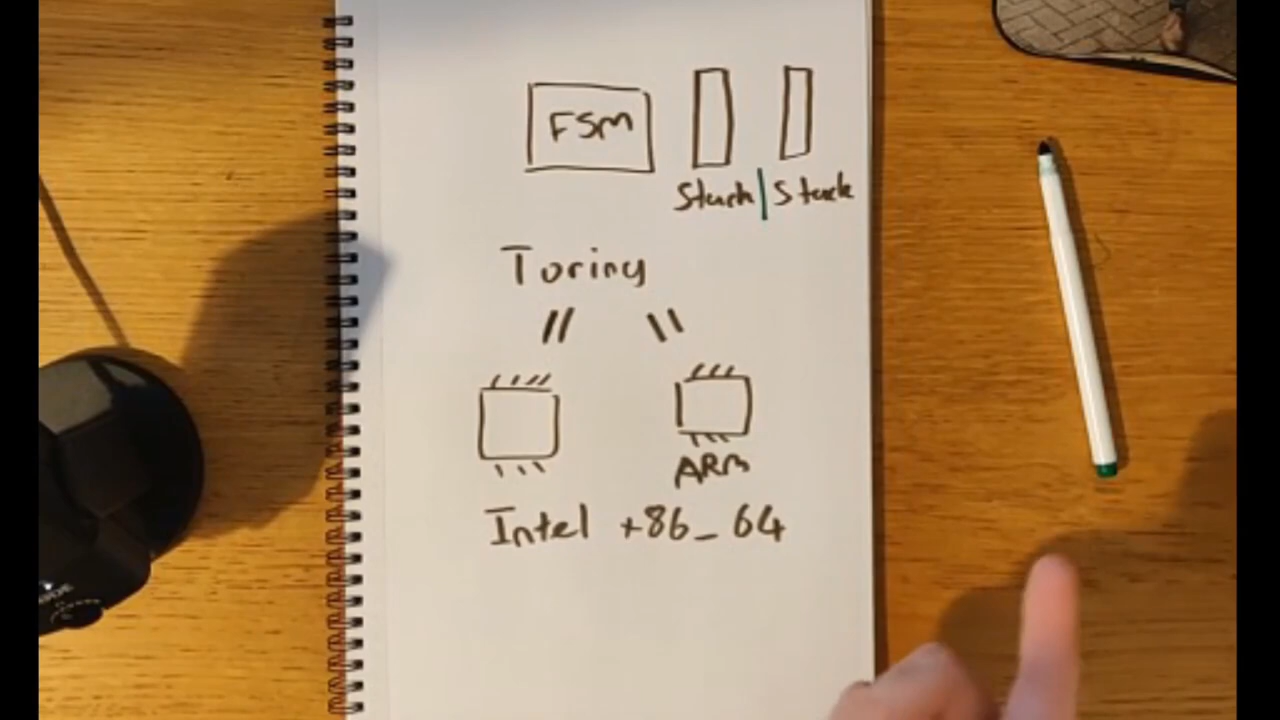 FSM
Stack | Stack
Turing
ARM
Intel x86_64